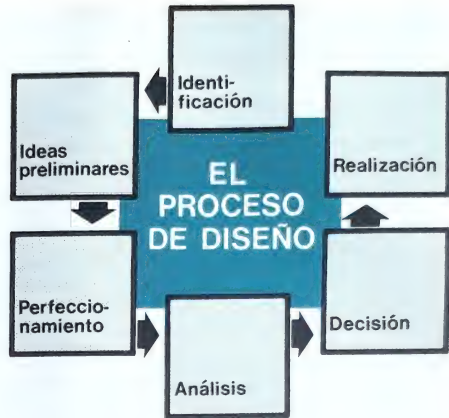 Identi-
ficación
Ideas
preliminares
EL
PROCESO
DE DISEÑO
Realización
Perfeccio-
namiento
Análisis
Decisión